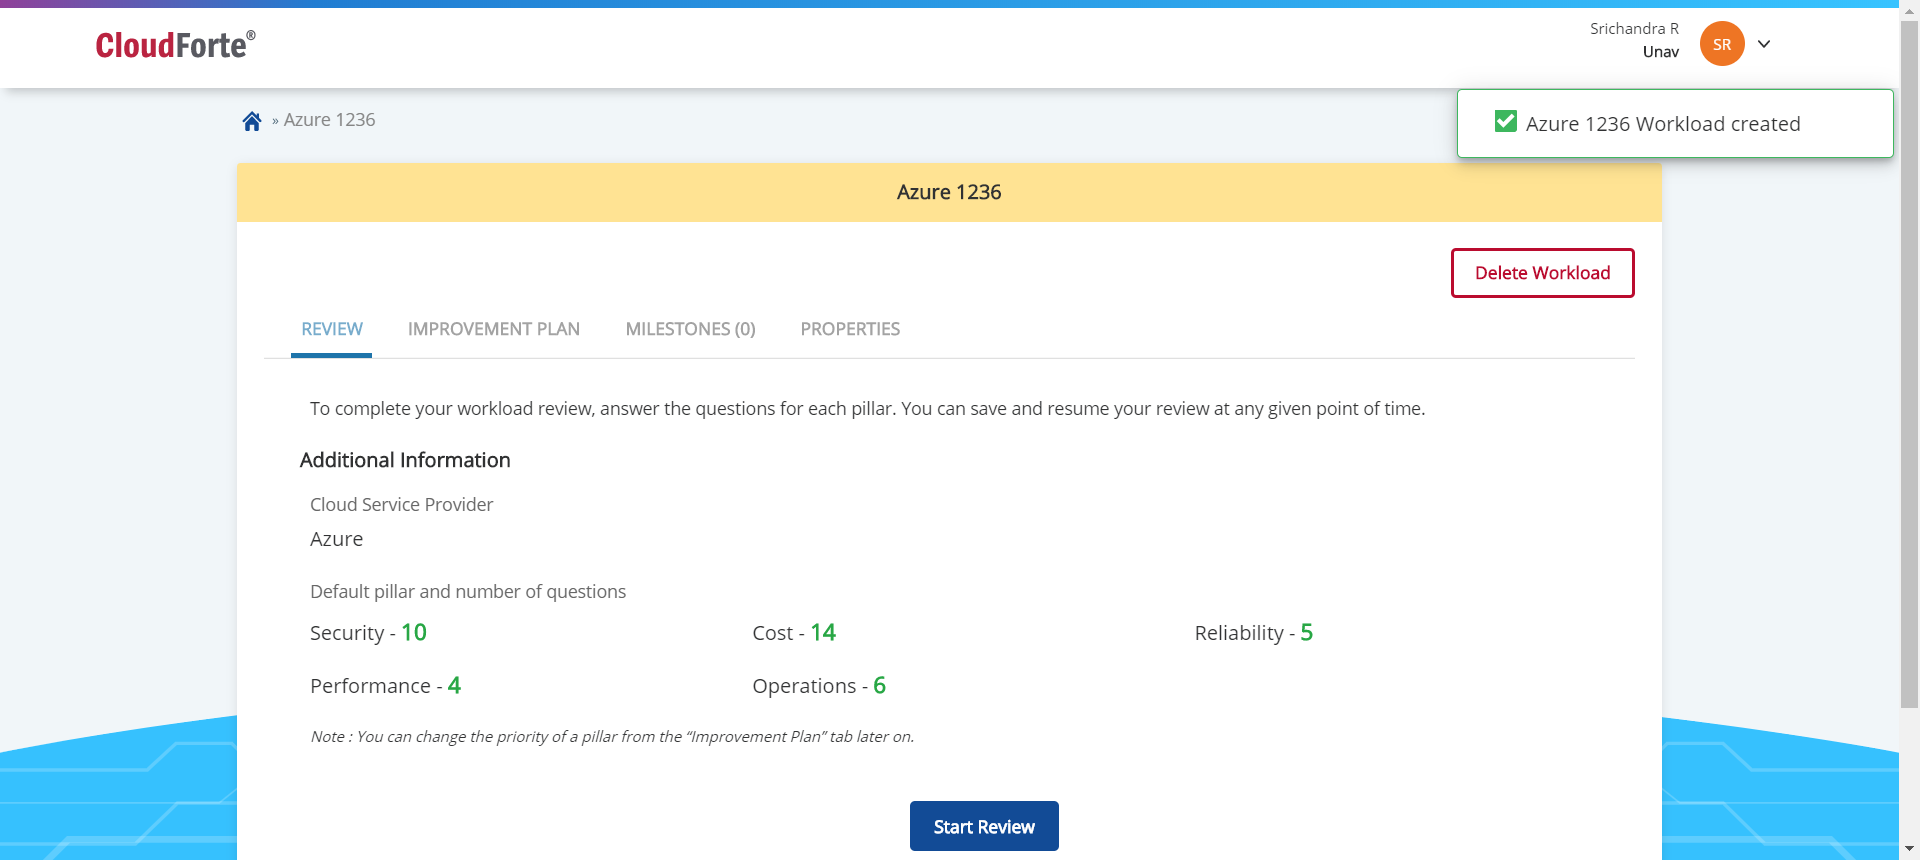 CloudForte®
Srichandra R
Unav
SR
» Azure 1236
Azure 1236 Workload created
Azure 1236
Delete Workload
REVIEW IMPROVEMENT PLAN MILESTONES (0) PROPERTIES
To complete your workload review, answer the questions for each pillar. You can save and resume your review at any given point of time.
Additional Information
Cloud Service Provider
Azure
Default pillar and number of questions
Security - 10 Cost - 14 Reliability - 5
Performance - 4 Operations - 6
Note : You can change the priority of a pillar from the “Improvement Plan” tab later on.
Start Review